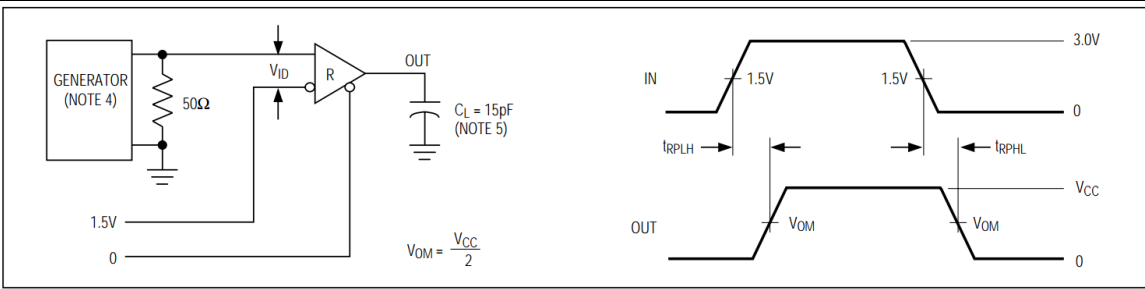 GENERATOR
(NOTE 4)
50Ω
VID
R
OUT
CL = 15pF
(NOTE 5)
1.5V
0
VOM = VCC
2
IN
1.5V
1.5V
3.0V
0
tRPLH
tRPHL
OUT
VOM
VOM
VCC
0